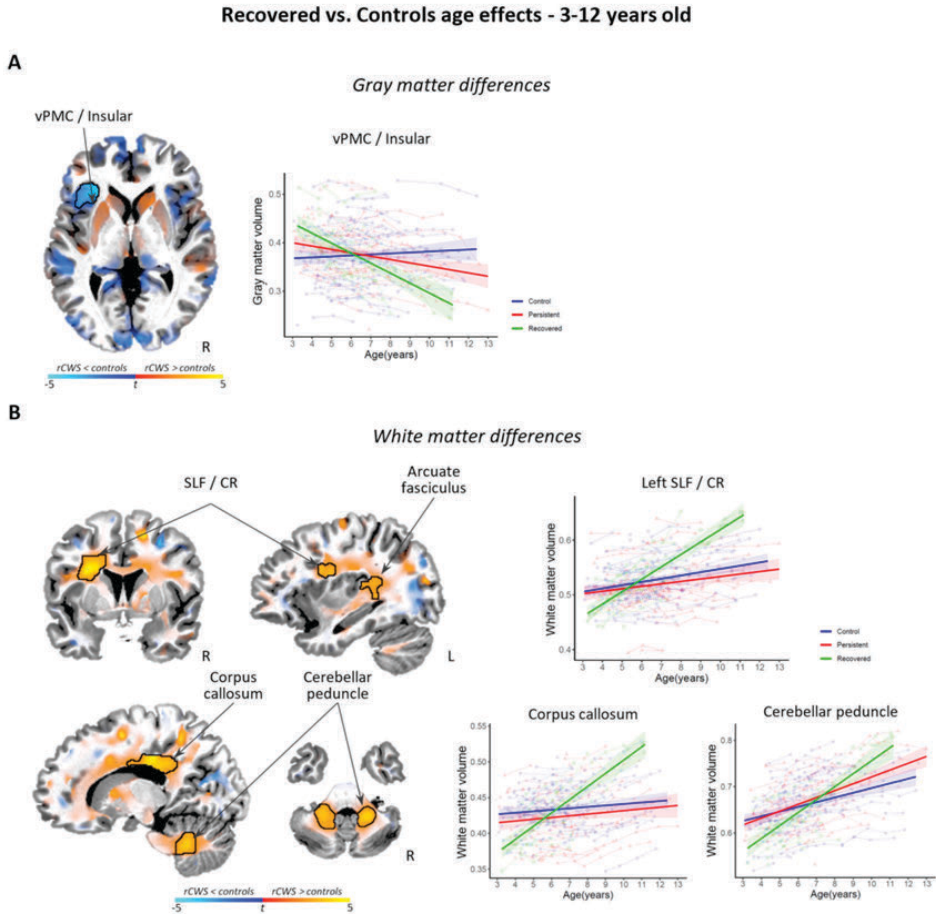 Recovered vs. Controls age effects - 3-12 years old
A
Gray matter differences
vPMC / Insular
vPMC / Insular
Gray matter volume
0.5
0.4
0.3
3 4 5 6 7 8 9 10 11 12 13
Age(years)
Control
Persistent
Recovered
R
rCWS < controls rCWS > controls
-5 t 5
B
White matter differences
SLF / CR
Arcuate
fasciculus
R
L
Left SLF / CR
White matter volume
0.6
0.5
0.4
3 4 5 6 7 8 9 10 11 12 13
Age(years)
Control
Persistent
Recovered
Corpus
callosum
Cerebellar
peduncle
R
rCWS < controls rCWS > controls
-5 t 5
Corpus callosum
White matter volume
0.55
0.50
0.45
0.40
0.35
3 4 5 6 7 8 9 10 11 12 13
Age(years)
Cerebellar peduncle
White matter volume
0.8
0.7
0.6
3 4 5 6 7 8 9 10 11 12 13
Age(years)